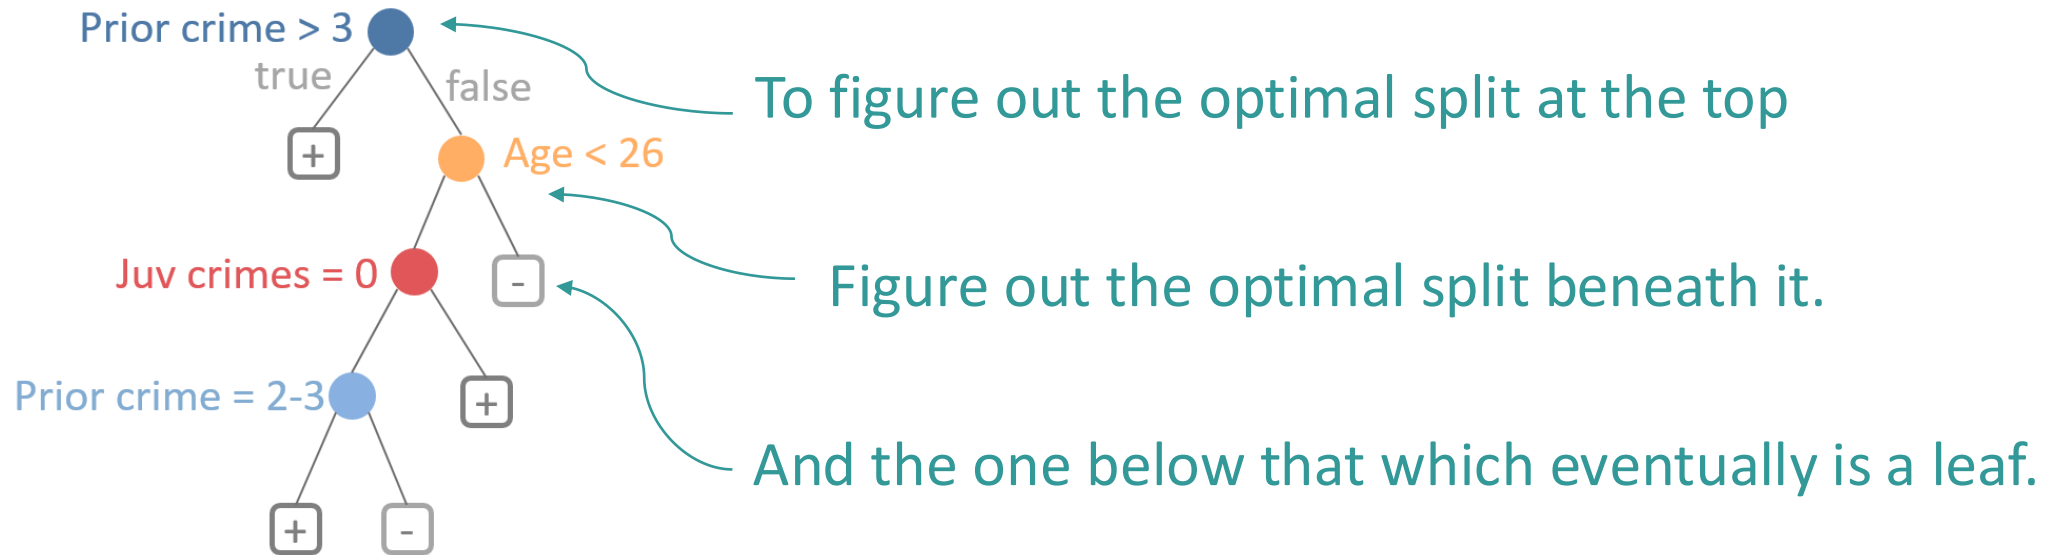 Prior crime > 3
true
false
To figure out the optimal split at the top
+
Age < 26
Juv crimes = 0
-
Figure out the optimal split beneath it.
Prior crime = 2-3
+
And the one below that which eventually is a leaf.
+
-